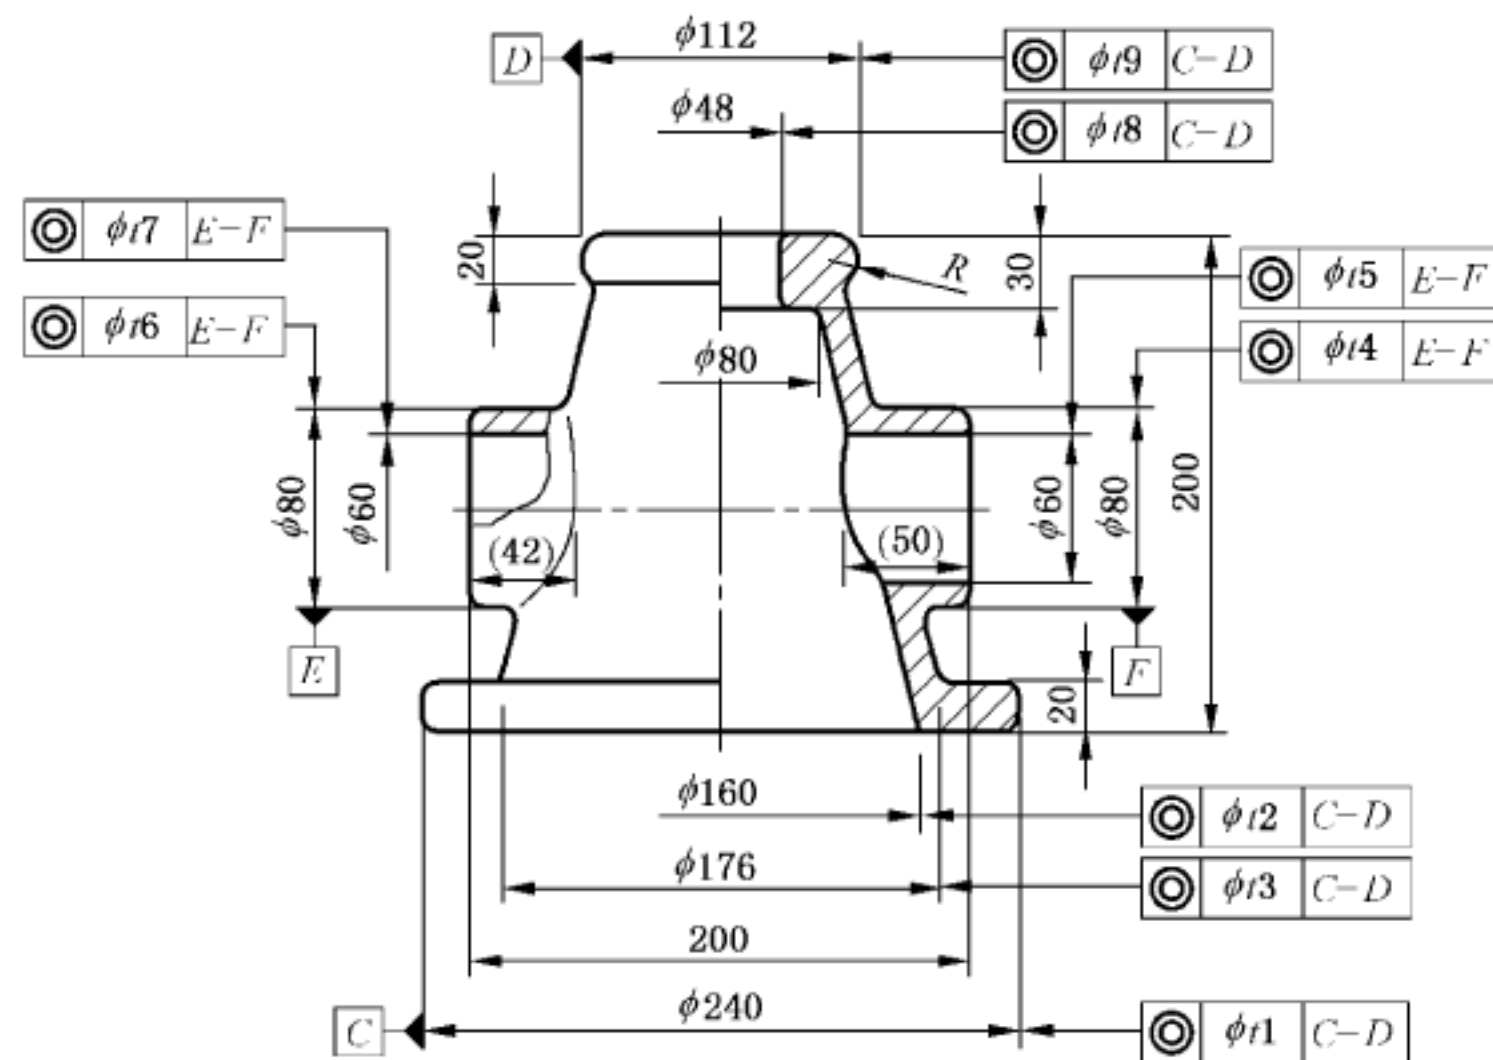 D
ϕ112
◎ ϕt9 C-D
ϕ48
◎ ϕt8 C-D
◎ ϕt7 E-F
20
R
30
◎ ϕt5 E-F
◎ ϕt6 E-F
ϕ80
◎ ϕt4 E-F
ϕ80
ϕ60
(42)
(50)
ϕ60
ϕ80
200
E
F
20
ϕ160
◎ ϕt2 C-D
ϕ176
◎ ϕt3 C-D
200
C
ϕ240
◎ ϕt1 C-D